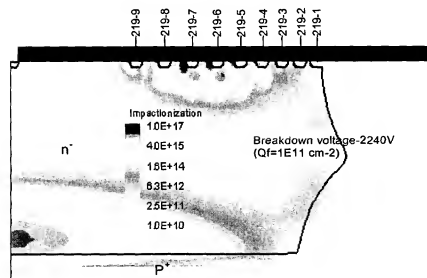 219-9
219-8
219-7
219-6
219-5
219-4
219-3
219-2
219-1
Impactionization
1.0E+17
4.0E+15
1.6E+14
6.3E+12
2.5E+11
1.0E+10
n-
Breakdown voltage-2240V
(Qf=1E11 cm-2)
P+